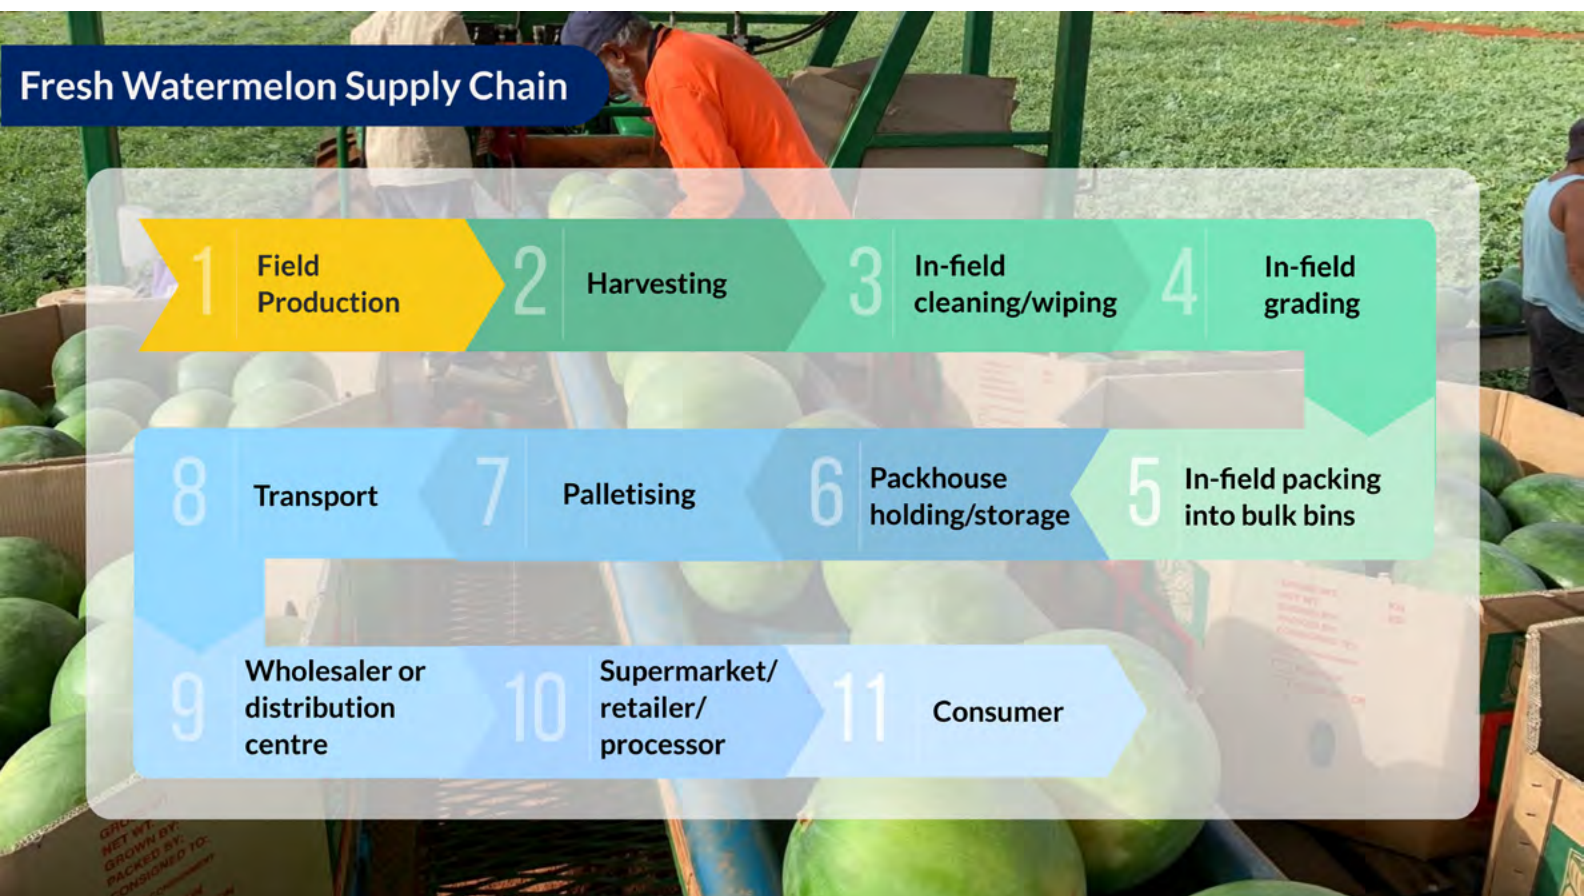 Fresh Watermelon Supply Chain
1
Field
Production
2
Harvesting
3
In-field
cleaning/wiping
4
In-field
grading
5
In-field packing
into bulk bins
6
Packhouse
holding/storage
7
Palletising
8
Transport
9
Wholesaler or
distribution
centre
10
Supermarket/
retailer/
processor
11
Consumer
NET WT:
GROWN BY:
PACKED BY:
CONSIGNED TO: